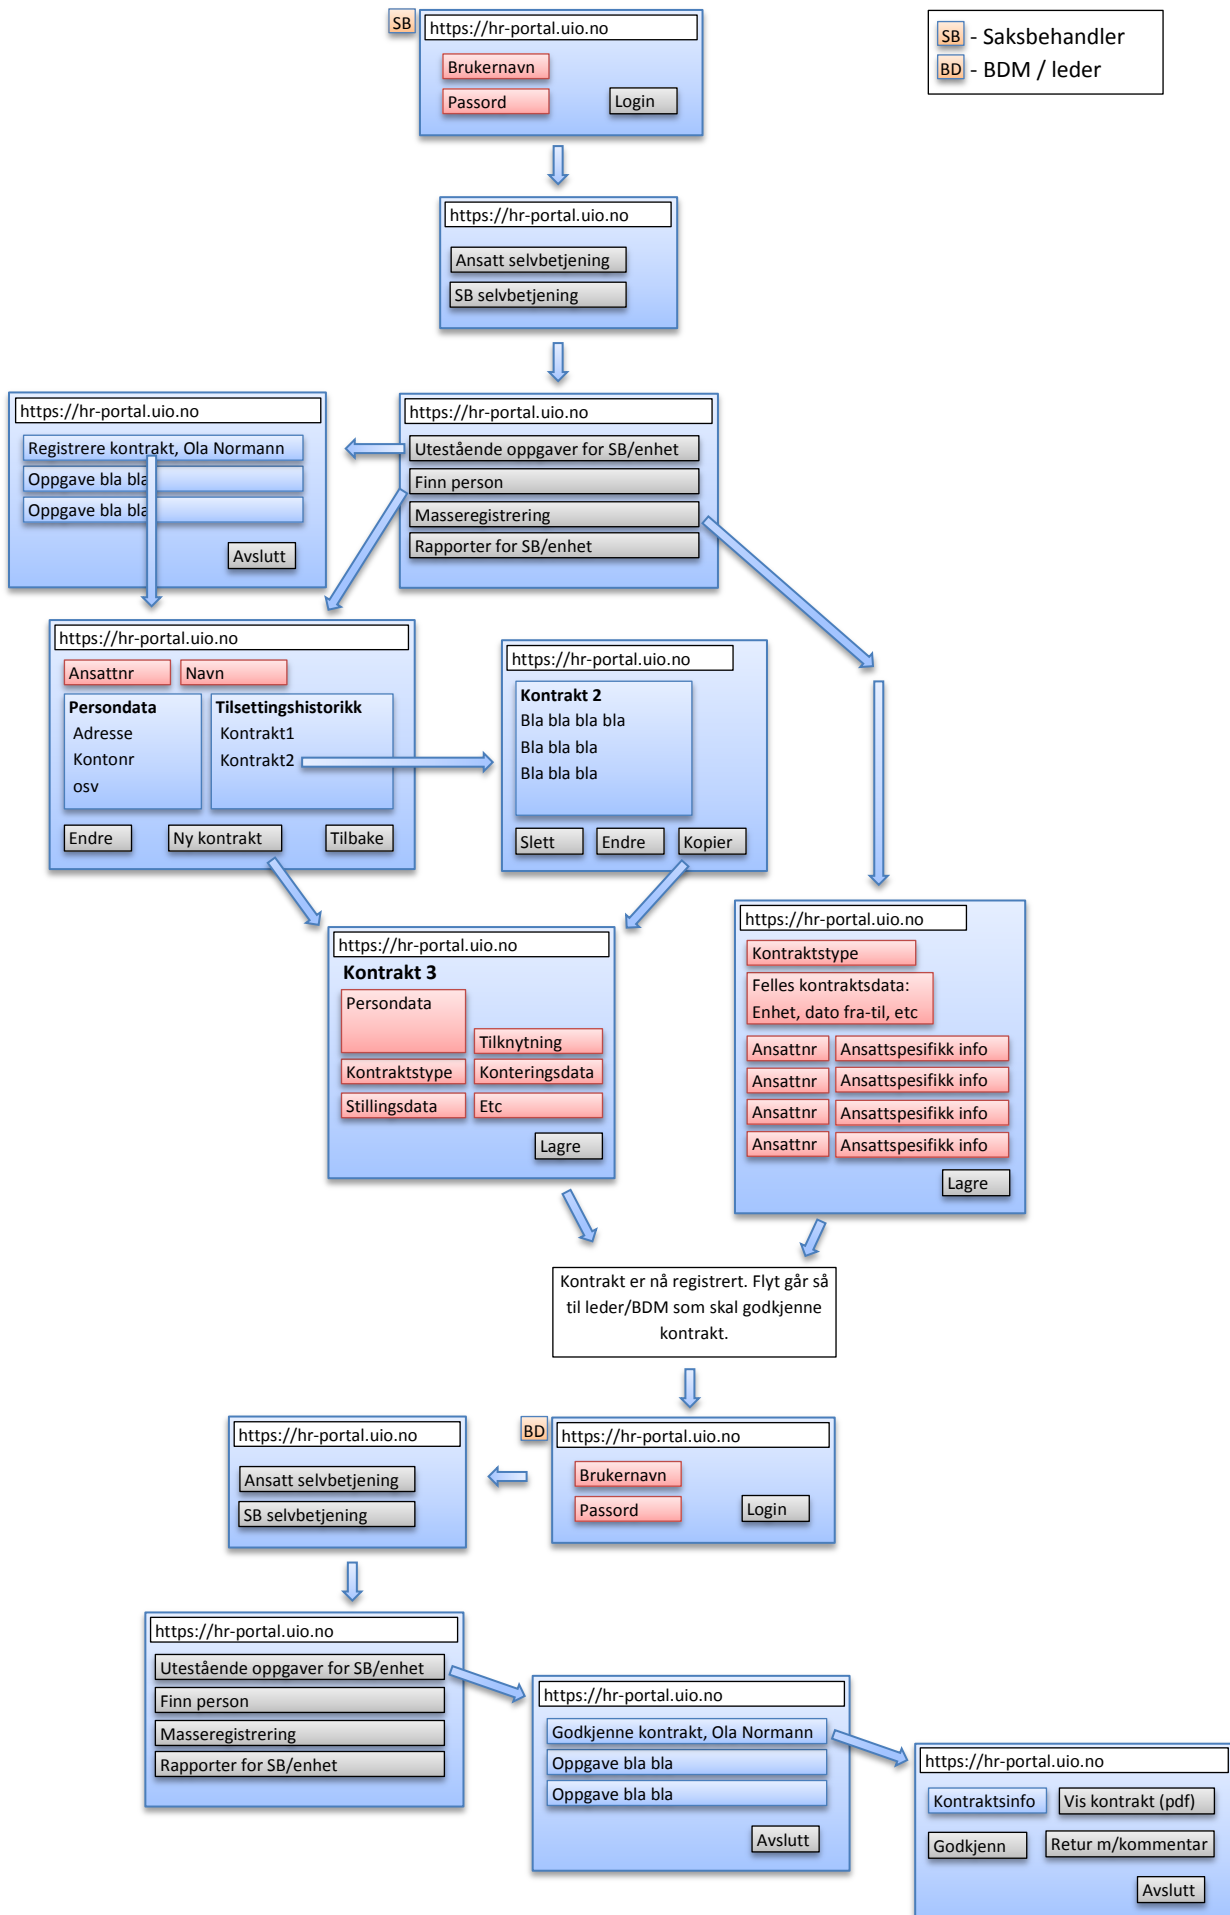 SB
https://hr-portal.uio.no
Brukernavn
Passord
Login
SB - Saksbehandler
BD - BDM / leder
https://hr-portal.uio.no
Ansatt selvbetjening
SB selvbetjening
https://hr-portal.uio.no
Registrere kontrakt, Ola Normann
Oppgave bla bla
Oppgave bla bla
Avslutt
https://hr-portal.uio.no
Utestående oppgaver for SB/enhet
Finn person
Masseregistrering
Rapporter for SB/enhet
https://hr-portal.uio.no
Ansattnr
Navn
Persondata
Adresse
Kontonr
osv
Tilsettingshistorikk
Kontrakt1
Kontrakt2
Endre
Ny kontrakt
Tilbake
https://hr-portal.uio.no
Kontrakt 2
Bla bla bla bla
Bla bla bla
Bla bla bla
Slett
Endre
Kopier
https://hr-portal.uio.no
Kontrakt 3
Persondata
Tilknytning
Kontraktstype
Konteringsdata
Stillingsdata
Etc
Lagre
https://hr-portal.uio.no
Kontraktstype
Felles kontraktsdata:
Enhet, dato fra-til, etc
Ansattnr
Ansattspesifikk info
Ansattnr
Ansattspesifikk info
Ansattnr
Ansattspesifikk info
Ansattnr
Ansattspesifikk info
Lagre
Kontrakt er nå registrert. Flyt går så
til leder/BDM som skal godkjenne
kontrakt.
BD
https://hr-portal.uio.no
Brukernavn
Passord
Login
https://hr-portal.uio.no
Ansatt selvbetjening
SB selvbetjening
https://hr-portal.uio.no
Utestående oppgaver for SB/enhet
Finn person
Masseregistrering
Rapporter for SB/enhet
https://hr-portal.uio.no
Godkjenne kontrakt, Ola Normann
Oppgave bla bla
Oppgave bla bla
Avslutt
https://hr-portal.uio.no
Kontraktsinfo
Vis kontrakt (pdf)
Godkjenn
Retur m/kommentar
Avslutt